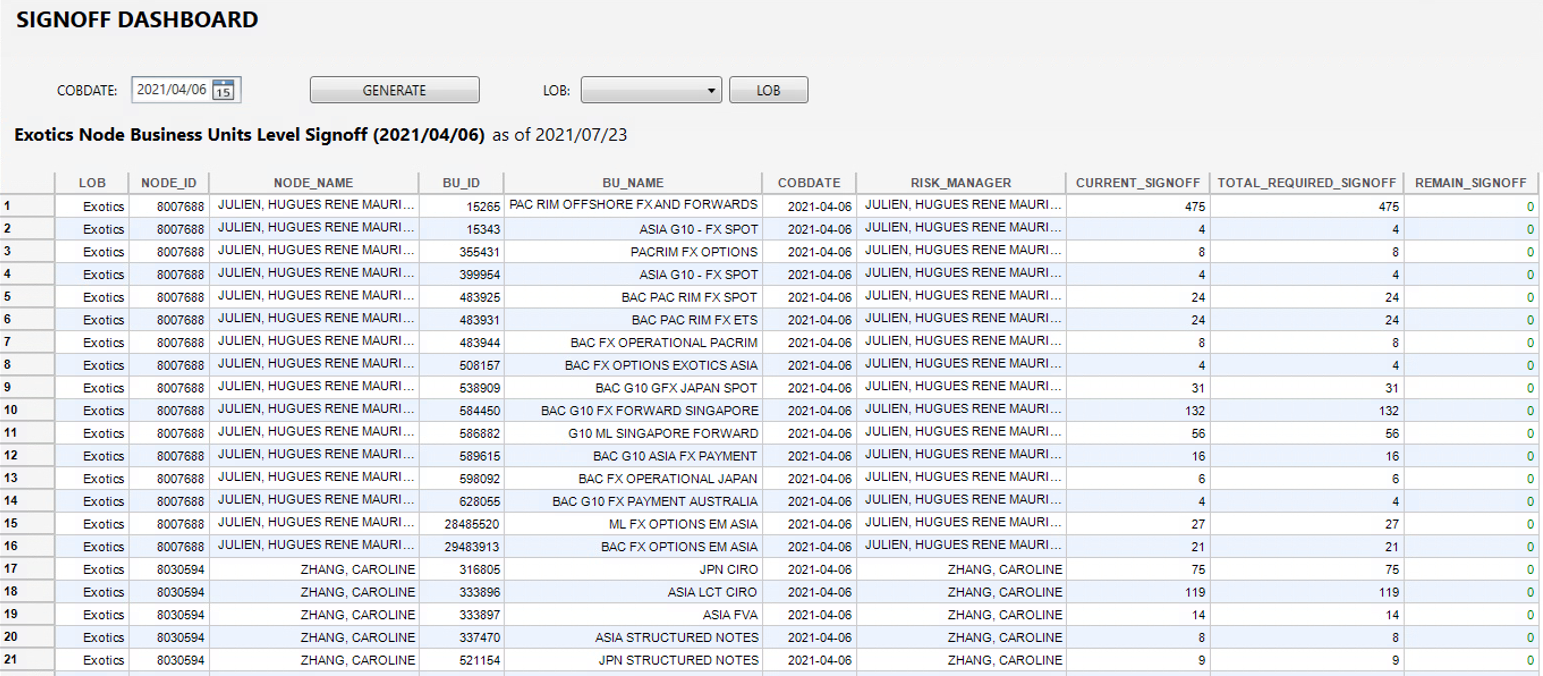 SIGNOFF DASHBOARD
COBDATE: 2021/04/06 15 GENERATE LOB: LOB
Exotics Node Business Units Level Signoff (2021/04/06) as of 2021/07/23
LOB NODE_ID NODE_NAME BU_ID BU_NAME COBDATE RISK_MANAGER CURRENT_SIGNOFF TOTAL_REQUIRED_SIGNOFF REMAIN_SIGNOFF
1 Exotics 8007688 JULIEN, HUGUES RENE MAURI... 15265 PAC RIM OFFSHORE FXAND FORWARDS 2021-04-06 JULIEN, HUGUES RENE MAURI... 475 475 0
2 Exotics 8007688 JULIEN, HUGUES RENE MAURI... 15343 ASIA G10 - FX SPOT 2021-04-06 JULIEN, HUGUES RENE MAURI... 4 4 0
3 Exotics 8007688 JULIEN, HUGUES RENE MAURI... 355431 PACRIM FX OPTIONS 2021-04-06 JULIEN, HUGUES RENE MAURI... 8 8 0
4 Exotics 8007688 JULIEN, HUGUES RENE MAURI... 399954 ASIA G10 - FX SPOT 2021-04-06 JULIEN, HUGUES RENE MAURI... 4 4 0
5 Exotics 8007688 JULIEN, HUGUES RENE MAURI... 483925 BAC PAC RIM FX SPOT 2021-04-06 JULIEN, HUGUES RENE MAURI... 24 24 0
6 Exotics 8007688 JULIEN, HUGUES RENE MAURI... 483931 BAC PAC RIM FX ETS 2021-04-06 JULIEN, HUGUES RENE MAURI... 24 24 0
7 Exotics 8007688 JULIEN, HUGUES RENE MAURI... 483944 BAC FX OPERATIONAL PACRIM 2021-04-06 JULIEN, HUGUES RENE MAURI... 8 8 0
8 Exotics 8007688 JULIEN, HUGUES RENE MAURI... 508157 BAC FX OPTIONS EXOTICS ASIA 2021-04-06 JULIEN, HUGUES RENE MAURI... 4 4 0
9 Exotics 8007688 JULIEN, HUGUES RENE MAURI... 538909 BAC G10 GFX JAPAN SPOT 2021-04-06 JULIEN, HUGUES RENE MAURI... 31 31 0
10 Exotics 8007688 JULIEN, HUGUES RENE MAURI... 584450 BAC G10 FX FORWARD SINGAPORE 2021-04-06 JULIEN, HUGUES RENE MAURI... 132 132 0
11 Exotics 8007688 JULIEN, HUGUES RENE MAURI... 586882 G10 ML SINGAPORE FORWARD 2021-04-06 JULIEN, HUGUES RENE MAURI... 56 56 0
12 Exotics 8007688 JULIEN, HUGUES RENE MAURI... 589615 BAC G10 ASIA FX PAYMENT 2021-04-06 JULIEN, HUGUES RENE MAURI... 16 16 0
13 Exotics 8007688 JULIEN, HUGUES RENE MAURI... 598092 BAC FX OPERATIONAL JAPAN 2021-04-06 JULIEN, HUGUES RENE MAURI... 6 6 0
14 Exotics 8007688 JULIEN, HUGUES RENE MAURI... 628055 BAC G10 FX PAYMENT AUSTRALIA 2021-04-06 JULIEN, HUGUES RENE MAURI... 4 4 0
15 Exotics 8007688 JULIEN, HUGUES RENE MAURI... 28485520 ML FX OPTIONS EM ASIA 2021-04-06 JULIEN, HUGUES RENE MAURI... 27 27 0
16 Exotics 8007688 JULIEN, HUGUES RENE MAURI... 29483913 BAC FX OPTIONS EM ASIA 2021-04-06 JULIEN, HUGUES RENE MAURI... 21 21 0
17 Exotics 8030594 ZHANG, CAROLINE 316805 JPN CIRO 2021-04-06 ZHANG, CAROLINE 75 75 0
18 Exotics 8030594 ZHANG, CAROLINE 333896 ASIA LCT CIRO 2021-04-06 ZHANG, CAROLINE 119 119 0
19 Exotics 8030594 ZHANG, CAROLINE 333897 ASIA FVA 2021-04-06 ZHANG, CAROLINE 14 14 0
20 Exotics 8030594 ZHANG, CAROLINE 337470 ASIA STRUCTURED NOTES 2021-04-06 ZHANG, CAROLINE 8 8 0
21 Exotics 8030594 ZHANG, CAROLINE 521154 JPN STRUCTURED NOTES 2021-04-06 ZHANG, CAROLINE 9 9 0